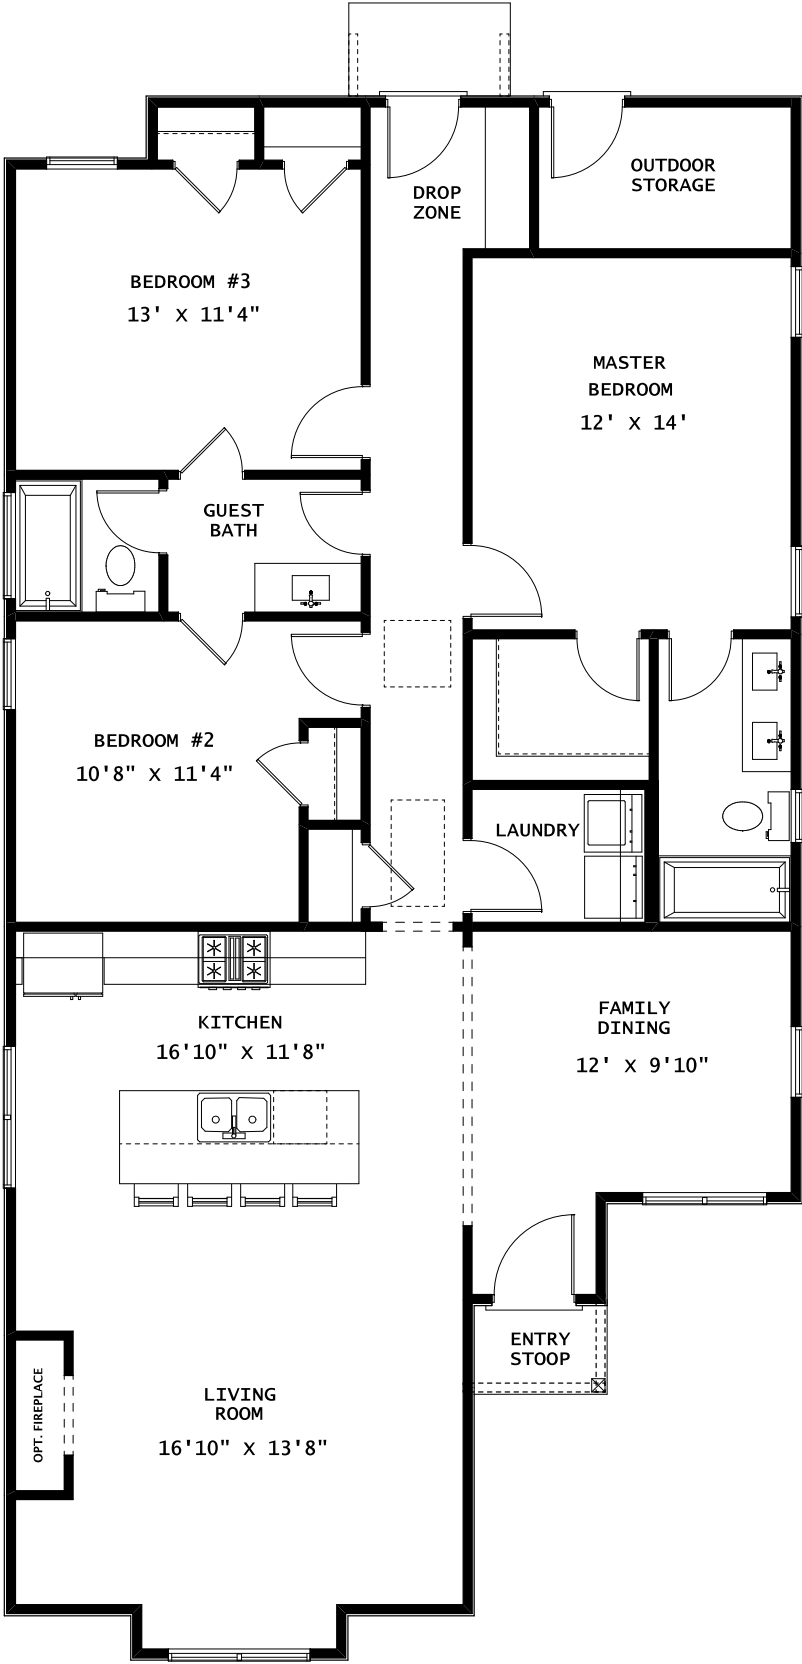 OUTDOOR
STORAGE
DROP
ZONE
BEDROOM #3
13' X 11'4"
MASTER
BEDROOM
12' X 14'
GUEST
BATH
BEDROOM #2
10'8" X 11'4"
LAUNDRY
KITCHEN
16'10" X 11'8"
FAMILY
DINING
12' X 9'10"
ENTRY
STOOP
OPT. FIREPLACE
LIVING
ROOM
16'10" X 13'8"